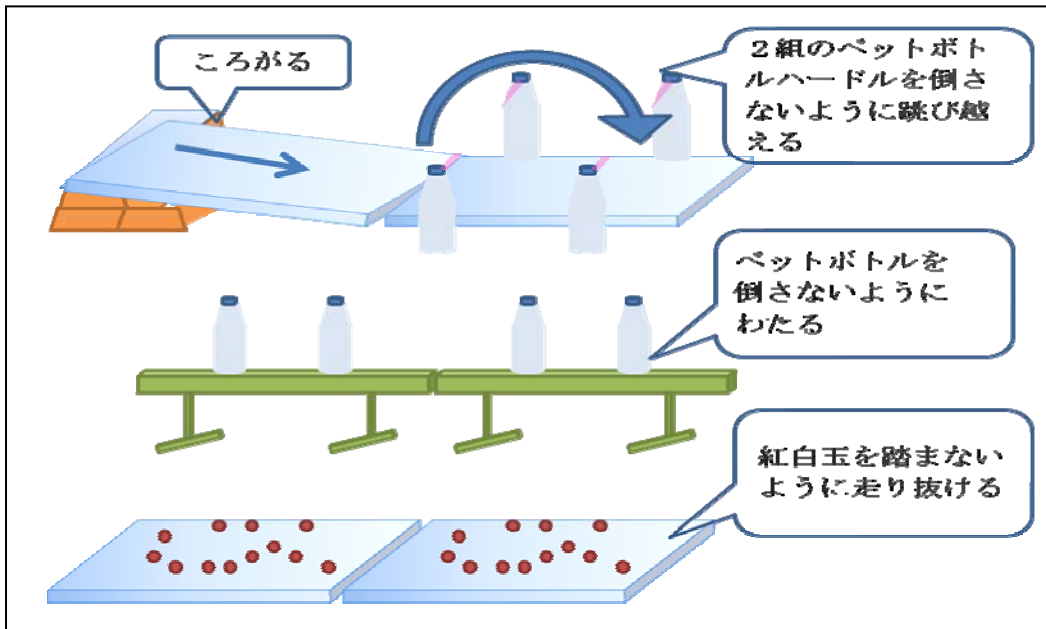 ころがる
２組のペットボト
ルハードルを倒さ
ないように跳び越
える
ペットボトルを
倒さないように
わたる
紅白玉を踏まない
ように走り抜ける